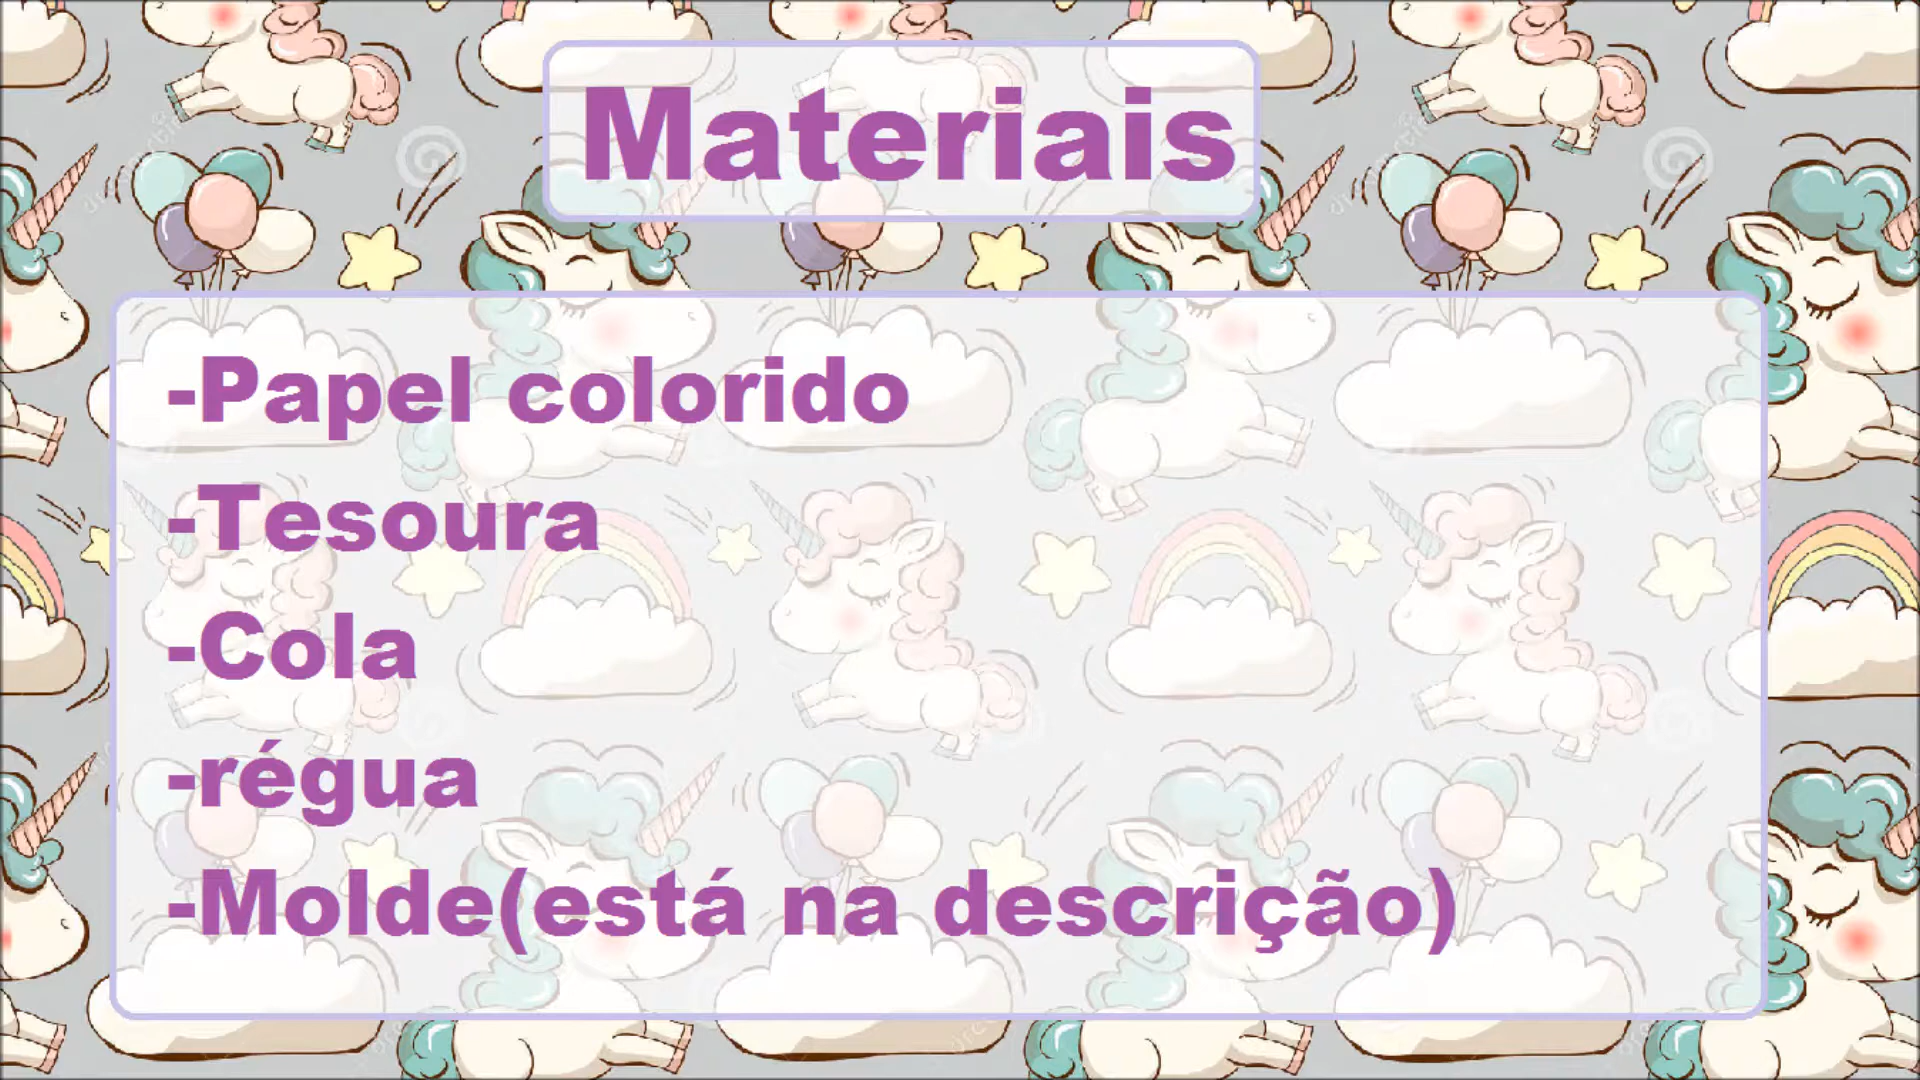 Materiais
-Papel colorido
-Tesoura
-Cola
-régua
-Molde(está na descrição)